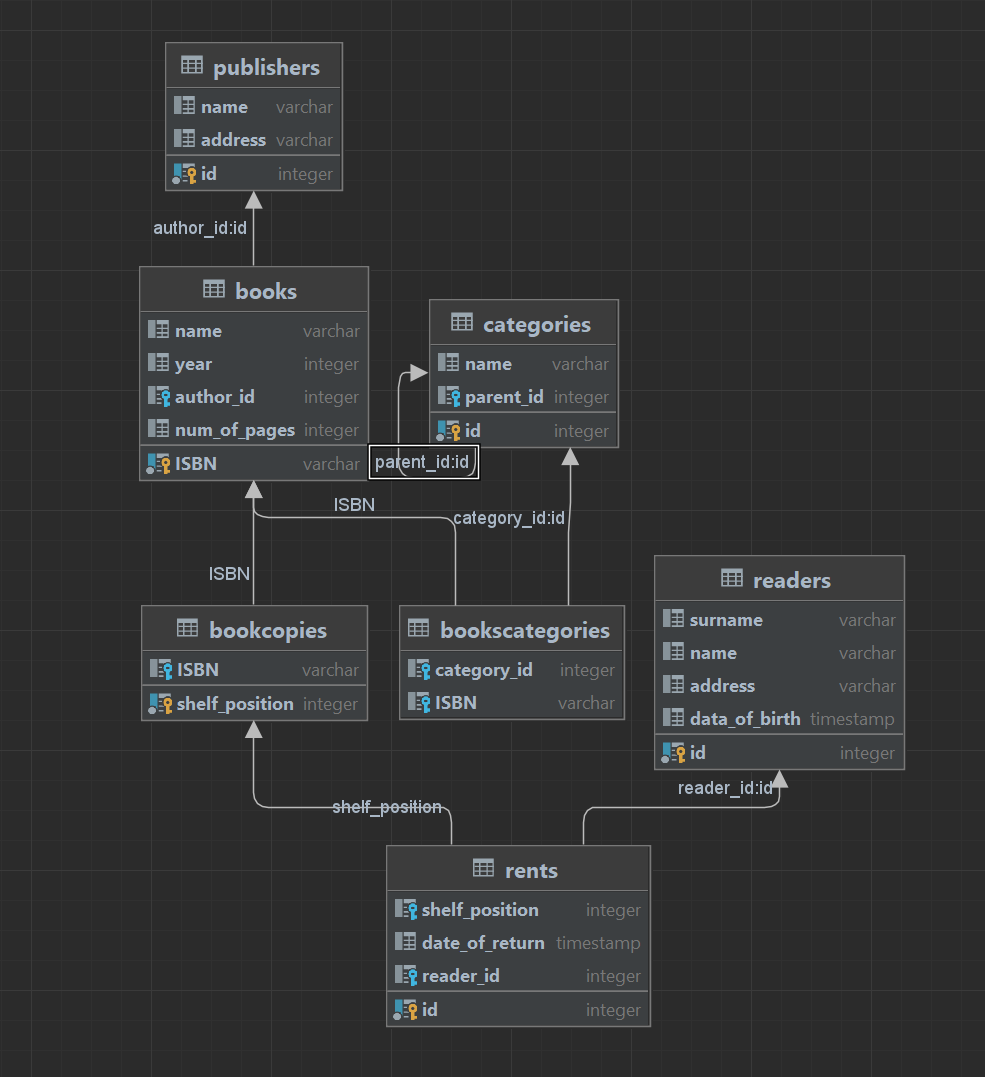 publishers
name varchar
address varchar
id integer
author_id:id
books
name varchar
year integer
author_id integer
num_of_pages integer
ISBN varchar
categories
name varchar
parent_id integer
id integer
parent_id:id
ISBN
category_id:id
ISBN
bookcopies
ISBN varchar
shelf_position integer
bookscategories
category_id integer
ISBN varchar
readers
surname varchar
name varchar
address varchar
data_of_birth timestamp
id integer
reader_id:id
shelf_position
rents
shelf_position integer
date_of_return timestamp
reader_id integer
id integer